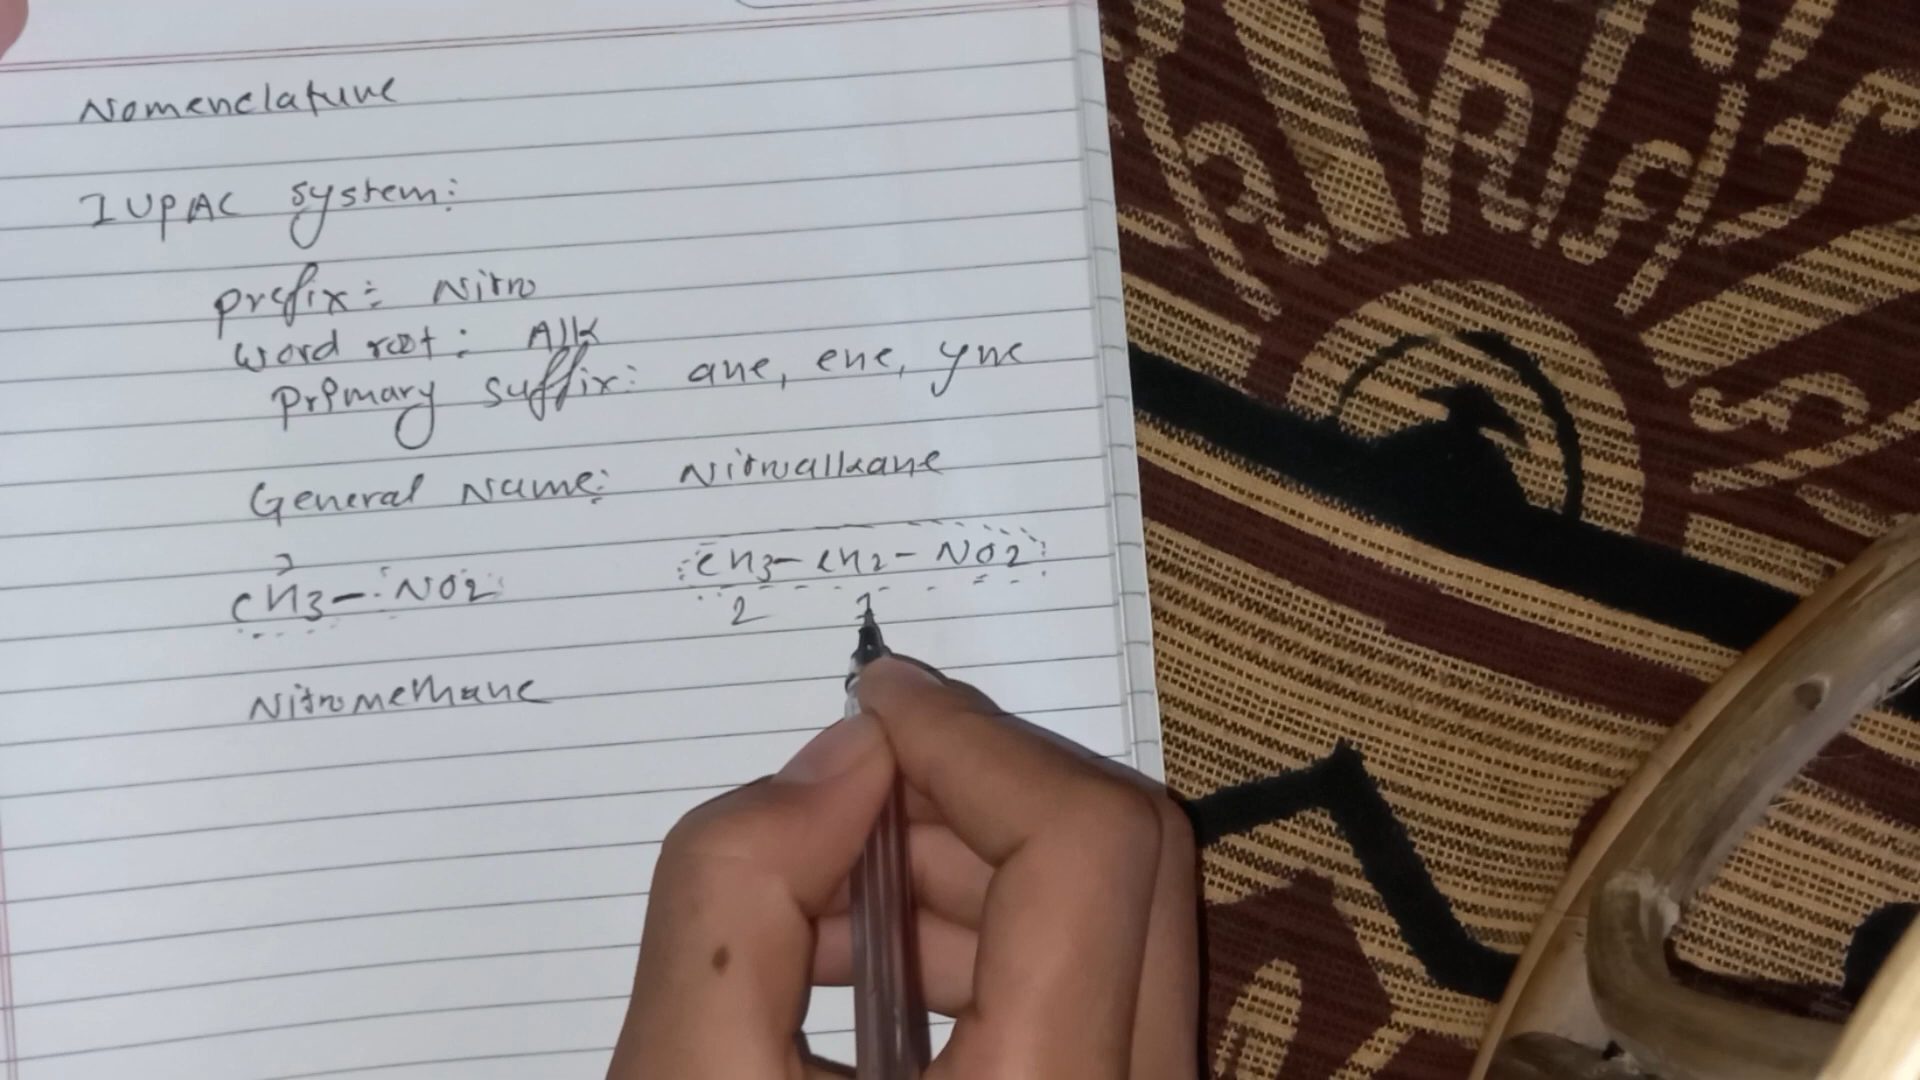 Nomenclature
IUPAC system:
prefix: Nitro
word root: Alk
Primary suffix: ane, ene, yne
General Name: Nitroalkane
1
CH3-NO2 CH3-CH2-NO2
2 1
Nitromethane